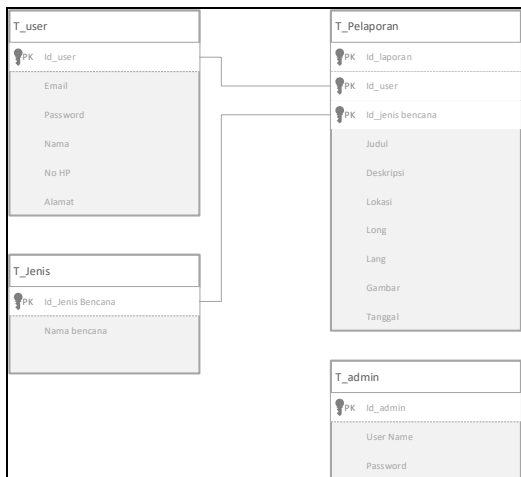 T_user
PK Id_user
Email
Password
Nama
No HP
Alamat
T_Jenis
PK Id_Jenis Bencana
Nama bencana
T_Pelaporan
PK Id_laporan
PK Id_user
PK Id_jenis bencana
Judul
Deskripsi
Lokasi
Long
Lang
Gambar
Tanggal
T_admin
PK Id_admin
User Name
Password